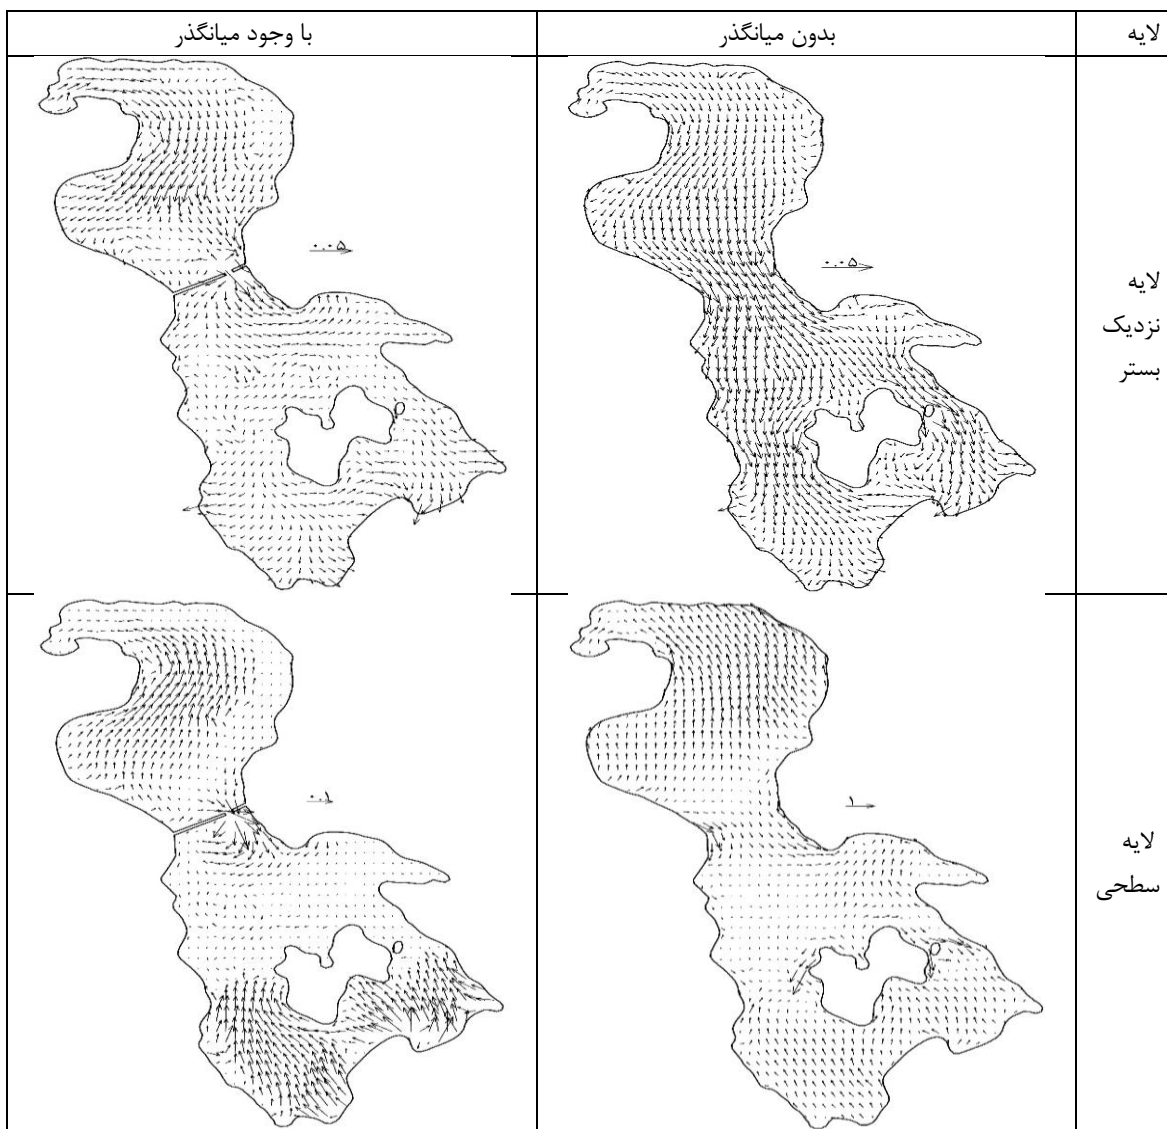 لایه
بدون میانگذر
با وجود میانگذر
لایه
نزدیک
بستر
۰.۰۵
۰.۰۵
لایه
سطحی
۱
۰.۱